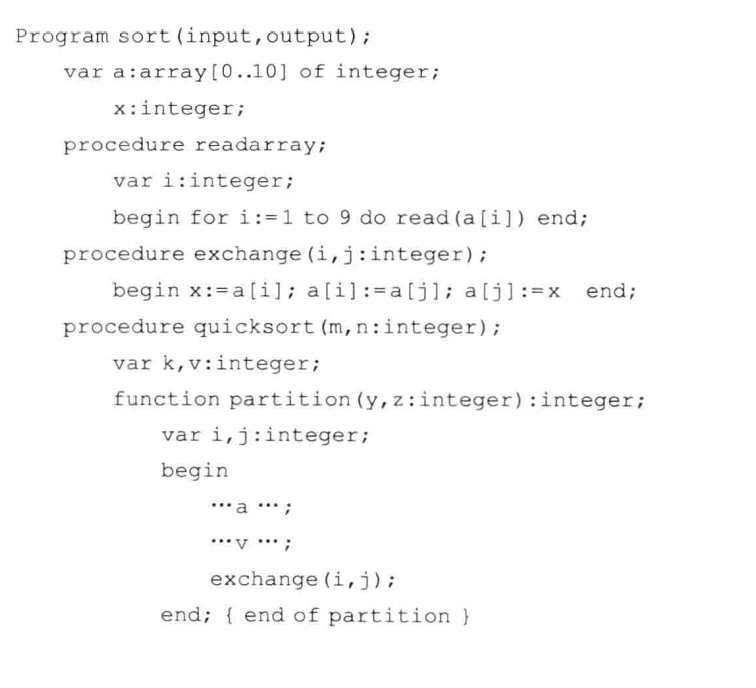 Program sort(input,output);
var a:array[0..10] of integer;
x:integer;
procedure readarray;
var i:integer;
begin for i:=1 to 9 do read(a[i]) end;
procedure exchange(i,j:integer);
begin x:=a[i]; a[i]:=a[j]; a[j]:=x end;
procedure quicksort(m,n:integer);
var k,v:integer;
function partition(y,z:integer):integer;
var i,j:integer;
begin
…a …;
…v …;
exchange(i,j);
end; { end of partition }